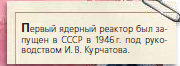 Первый ядерный реактор был за-
пущен в СССР в 1946 г. под руко-
водством И. В. Курчатова.